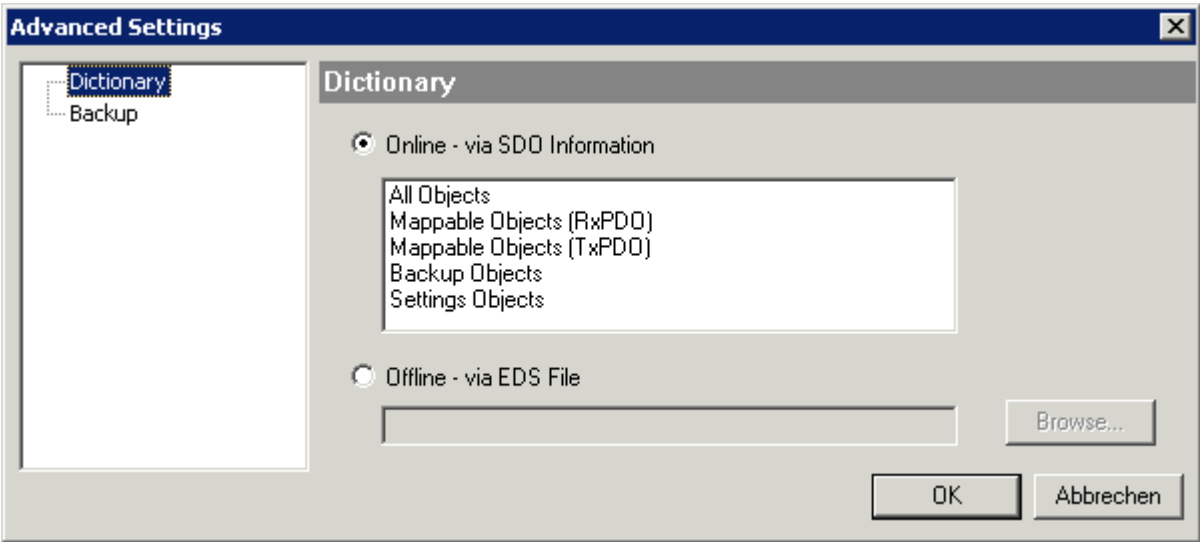 Advanced Settings
Dictionary
Backup
Dictionary
Online - via SDO Information
All Objects
Mappable Objects (RxPDO)
Mappable Objects (TxPDO)
Backup Objects
Settings Objects
Offline - via EDS File
Browse...
OK
Abbrechen